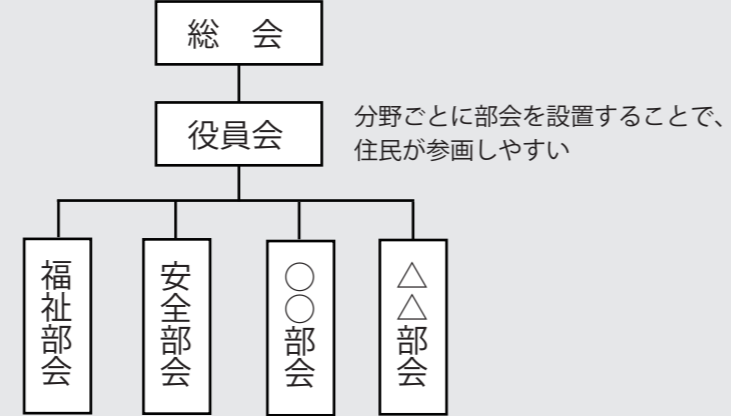 総　会
役員会
分野ごとに部会を設置することで、
住民が参画しやすい
福祉部会
安全部会
○○部会
△△部会